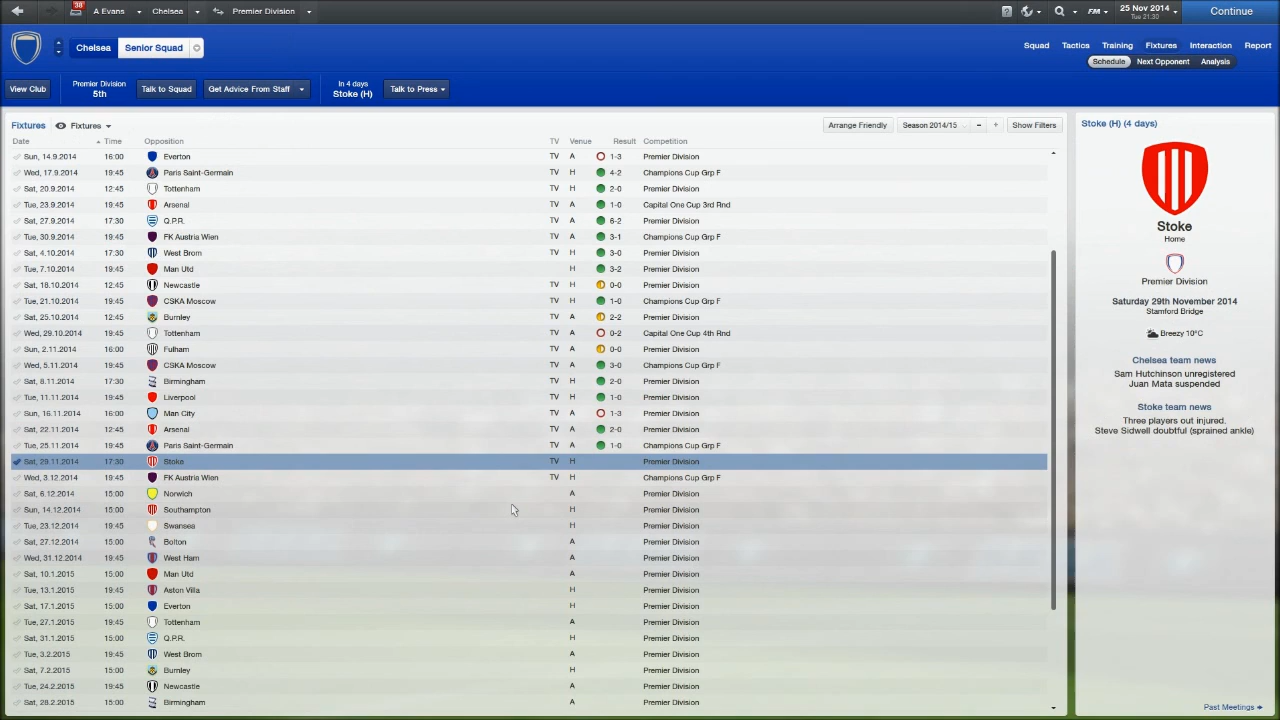 38 A Evans Chelsea Premier Division FM 25 Nov 2014 Tue 21:30 Continue
Chelsea Senior Squad Squad Tactics Training Fixtures Interaction Report
Schedule Next Opponent Analysis
View Club Premier Division 5th Talk to Squad Get Advice From Staff In 4 days Stoke (H) Talk to Press
Fixtures Fixtures Arrange Friendly Season 2014/15 - + Show Filters
Date Time Opposition TV Venue Result Competition
Sun, 14.9.2014 16:00 Everton TV A 1-3 Premier Division
Wed, 17.9.2014 19:45 Paris Saint-Germain TV H 4-2 Champions Cup Grp F
Sat, 20.9.2014 12:45 Tottenham TV H 2-0 Premier Division
Tue, 23.9.2014 19:45 Arsenal TV A 1-0 Capital One Cup 3rd Rnd
Sat, 27.9.2014 17:30 Q.P.R. TV A 6-2 Premier Division
Tue, 30.9.2014 19:45 FK Austria Wien TV A 3-1 Champions Cup Grp F
Sat, 4.10.2014 17:30 West Brom TV H 3-0 Premier Division
Tue, 7.10.2014 19:45 Man Utd H 3-2 Premier Division
Sat, 18.10.2014 12:45 Newcastle TV H 0-0 Premier Division
Tue, 21.10.2014 19:45 CSKA Moscow TV H 1-0 Champions Cup Grp F
Sat, 25.10.2014 12:45 Burnley TV A 2-2 Premier Division
Wed, 29.10.2014 19:45 Tottenham TV A 0-2 Capital One Cup 4th Rnd
Sun, 2.11.2014 16:00 Fulham TV A 0-0 Premier Division
Wed, 5.11.2014 19:45 CSKA Moscow TV A 3-0 Champions Cup Grp F
Sat, 8.11.2014 17:30 Birmingham TV H 2-0 Premier Division
Tue, 11.11.2014 19:45 Liverpool TV H 1-0 Premier Division
Sun, 16.11.2014 16:00 Man City TV A 1-3 Premier Division
Sat, 22.11.2014 12:45 Arsenal TV A 2-0 Premier Division
Tue, 25.11.2014 19:45 Paris Saint-Germain TV A 1-0 Champions Cup Grp F
Sat, 29.11.2014 17:30 Stoke TV H Premier Division
Wed, 3.12.2014 19:45 FK Austria Wien TV H Champions Cup Grp F
Sat, 6.12.2014 15:00 Norwich A Premier Division
Sun, 14.12.2014 15:00 Southampton H Premier Division
Tue, 23.12.2014 19:45 Swansea H Premier Division
Sat, 27.12.2014 15:00 Bolton A Premier Division
Wed, 31.12.2014 19:45 West Ham A Premier Division
Sat, 10.1.2015 15:00 Man Utd A Premier Division
Tue, 13.1.2015 19:45 Aston Villa H Premier Division
Sat, 17.1.2015 15:00 Everton H Premier Division
Tue, 27.1.2015 19:45 Tottenham A Premier Division
Sat, 31.1.2015 15:00 Q.P.R. H Premier Division
Tue, 3.2.2015 19:45 West Brom A Premier Division
Sat, 7.2.2015 15:00 Burnley H Premier Division
Tue, 24.2.2015 19:45 Newcastle A Premier Division
Sat, 28.2.2015 15:00 Birmingham A Premier Division
Stoke (H) (4 days)
Stoke
Home
Premier Division
Saturday 29th November 2014
Stamford Bridge
Breezy 10°C
Chelsea team news
Sam Hutchinson unregistered
Juan Mata suspended
Stoke team news
Three players out injured.
Steve Sidwell doubtful (sprained ankle)
Past Meetings